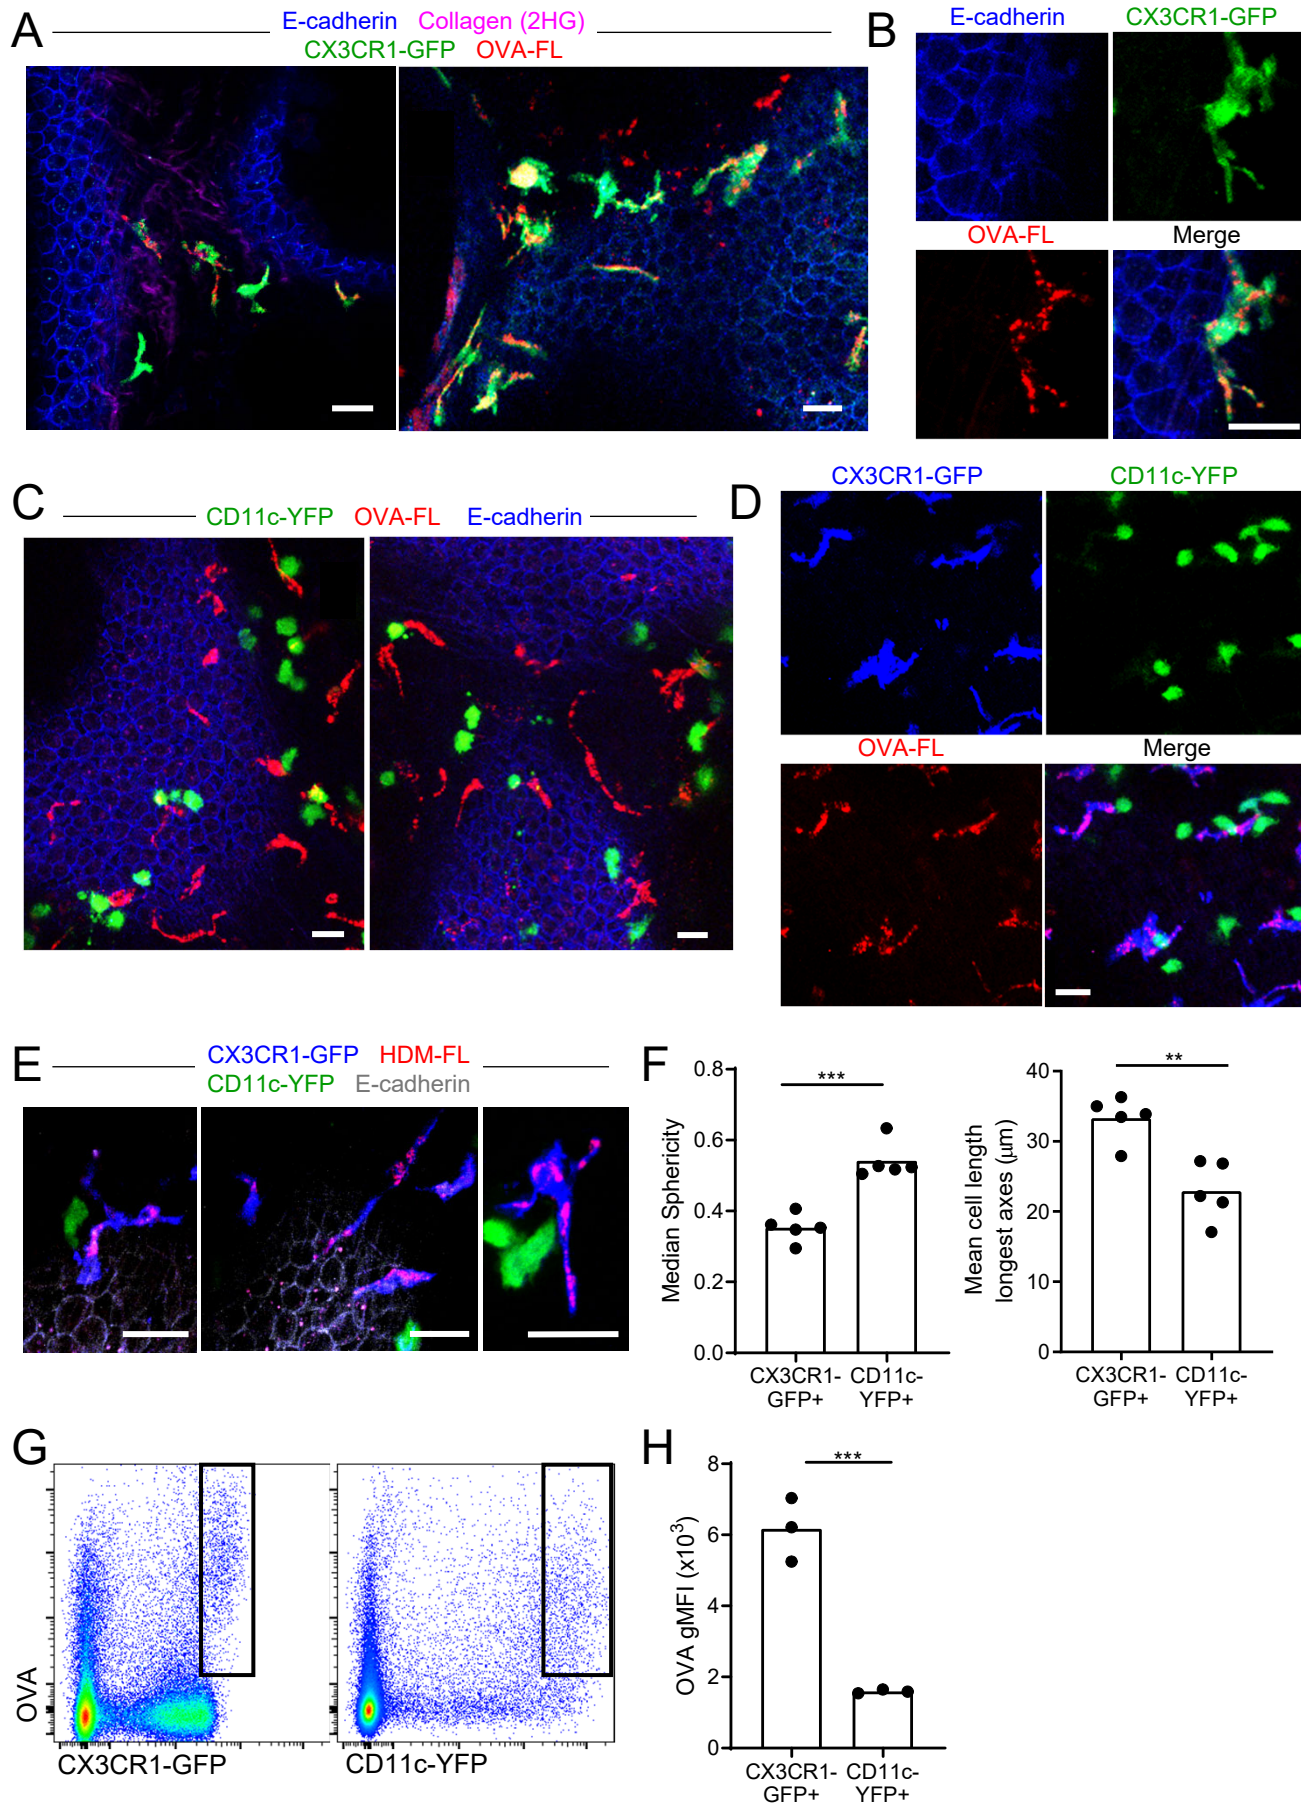 A
E-cadherin Collagen (2HG)
CX3CR1-GFP OVA-FL
B
E-cadherin CX3CR1-GFP
OVA-FL Merge
C
CD11c-YFP OVA-FL E-cadherin
D
CX3CR1-GFP CD11c-YFP
OVA-FL Merge
E
CX3CR1-GFP HDM-FL
CD11c-YFP E-cadherin
F
Median Sphericity
0.8
0.6
0.4
0.2
0.0
***
CX3CR1-
GFP+
CD11c-
YFP+
Mean cell length
longest axes (μm)
40
30
20
10
0
**
CX3CR1-
GFP+
CD11c-
YFP+
G
OVA
CX3CR1-GFP
CD11c-YFP
H
OVA gMFI (x10³)
8
6
4
2
0
***
CX3CR1-
GFP+
CD11c-
YFP+